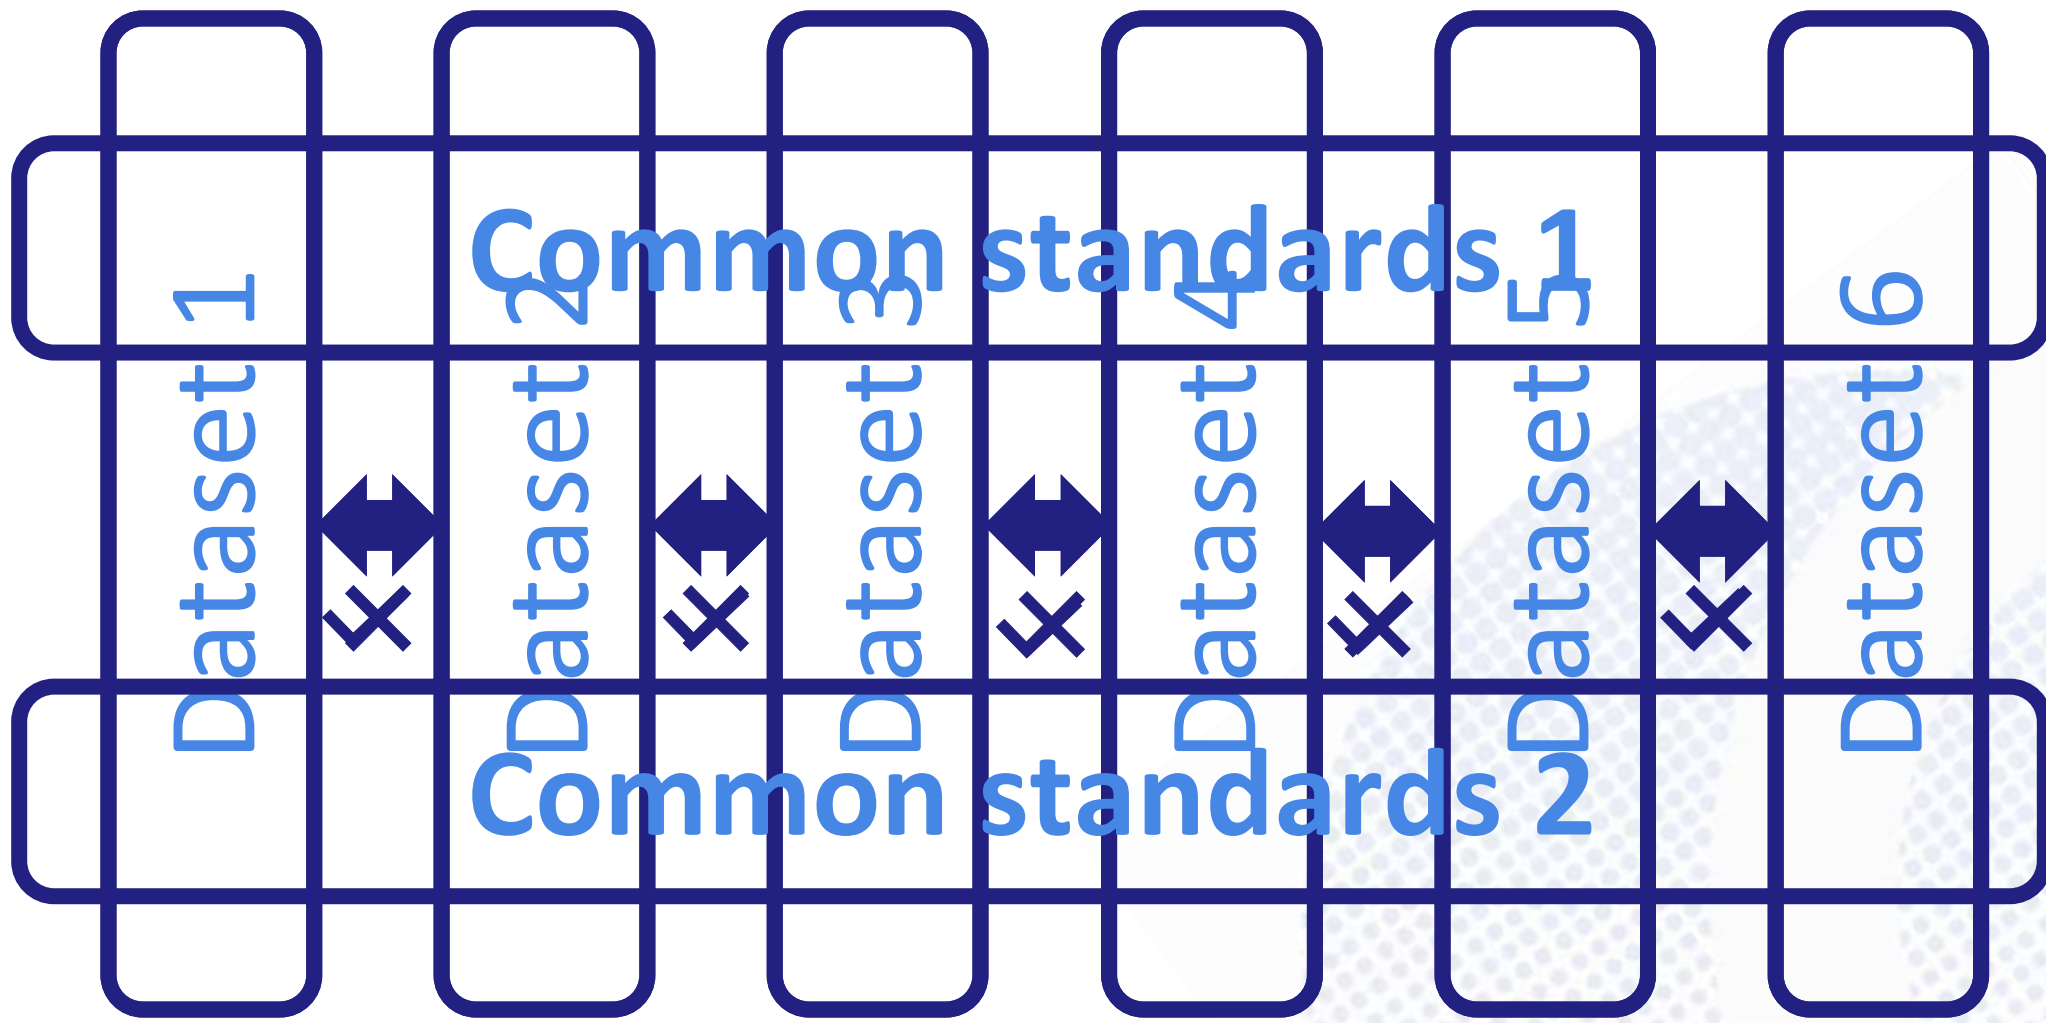 Common standards 1
Dataset 1
Dataset 2
Dataset 3
Dataset 4
Dataset 5
Dataset 6
Common standards 2